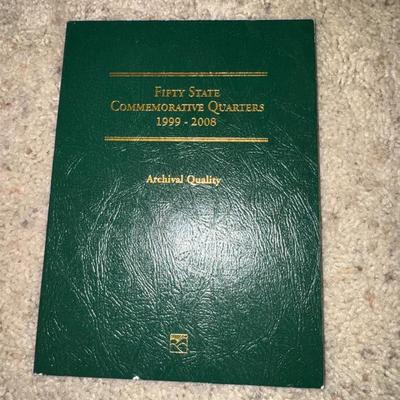 FIFTY STATE
COMMEMORATIVE QUARTERS
1999 - 2008
Archival Quality